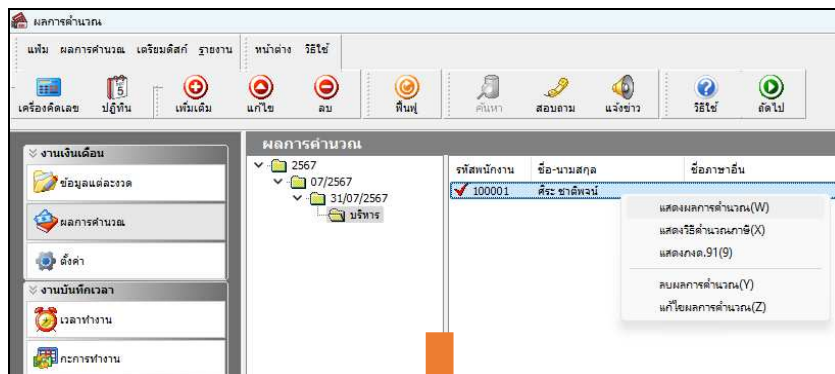 ผลการคำนวณ
แฟ้ม ผลการคำนวณ เตรียมดิสก์ รายงาน หน้าต่าง วิธีใช้
เครื่องคิดเลข ปฏิทิน เพิ่มเติม แก้ไข ลบ ฟื้นฟู ค้นหา สอบถาม แจ้งข่าว วิธีใช้ ถัดไป
งานเงินเดือน
ข้อมูลแต่ละงวด
ผลการคำนวณ
ตั้งค่า
งานบันทึกเวลา
เวลาทำงาน
กะการทำงาน
ผลการคำนวณ
2567
07/2567
31/07/2567
บริหาร
รหัสพนักงาน ชื่อ-นามสกุล ชื่อภาษาอื่น
100001 ศิระ ชาติพจน์
แสดงผลการคำนวณ(W)
แสดงวิธีคำนวณภาษี(X)
แสดงภงด.91(9)
ลบผลการคำนวณ(Y)
แก้ไขผลการคำนวณ(Z)